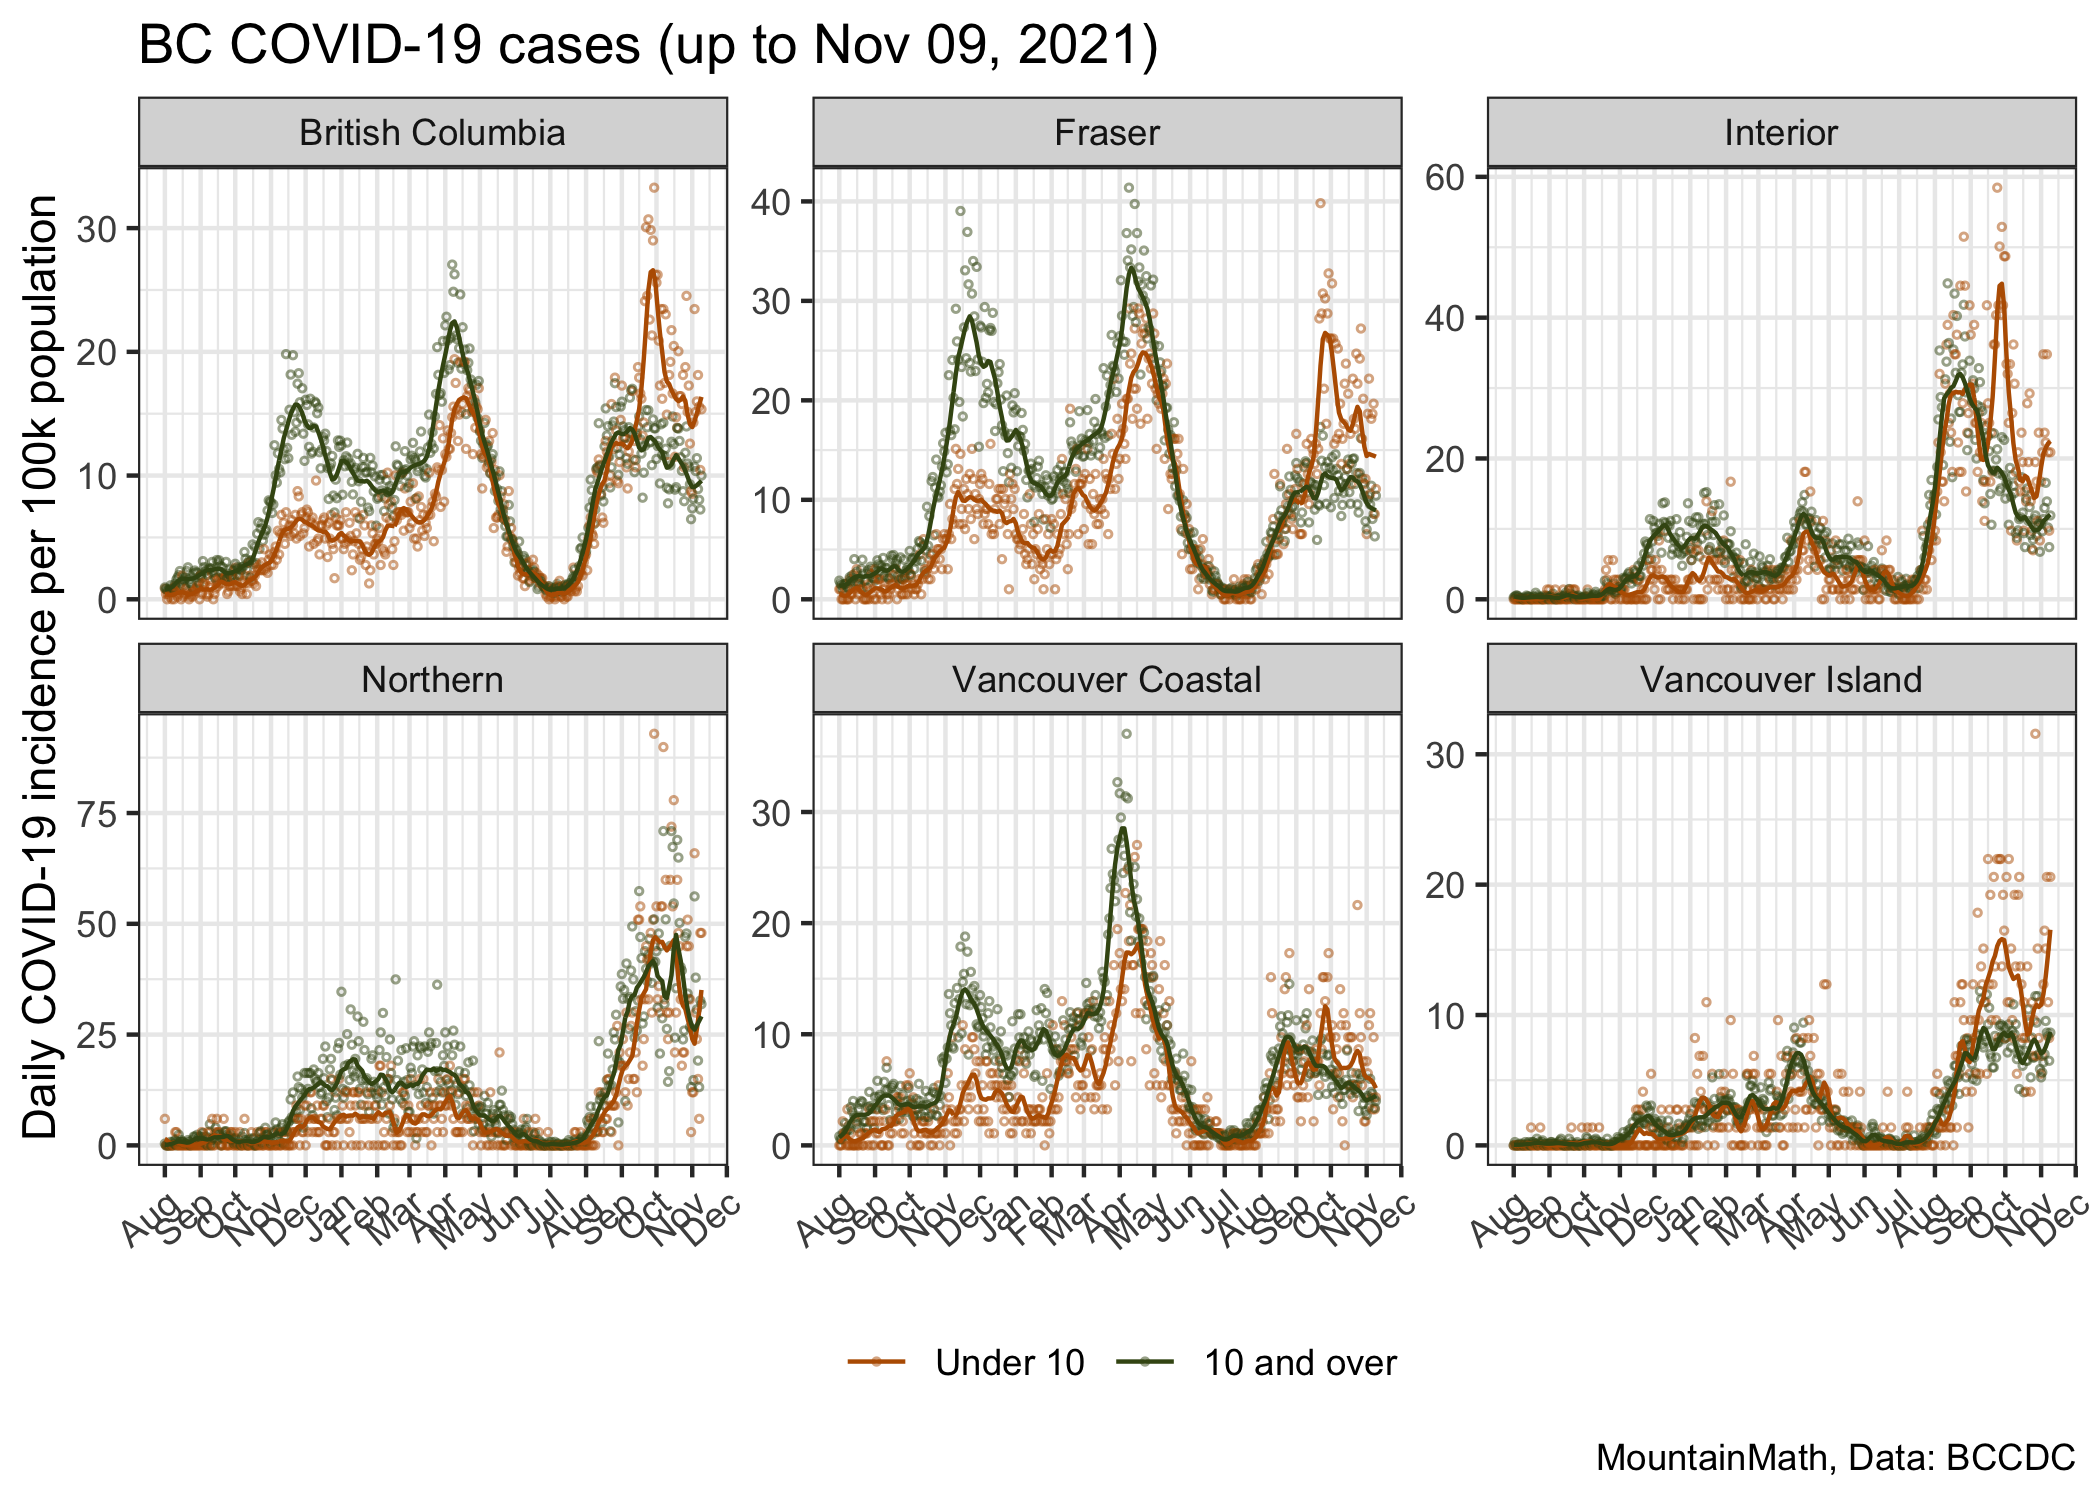 BC COVID-19 cases (up to Nov 09, 2021)
Daily COVID-19 incidence per 100k population
British Columbia
30
20
10
0
Fraser
40
30
20
10
0
Interior
60
40
20
0
Northern
75
50
25
0
Aug Sep Oct Nov Dec Jan Feb Mar Apr May Jun Jul Aug Sep Oct Nov Dec
Vancouver Coastal
30
20
10
0
Aug Sep Oct Nov Dec Jan Feb Mar Apr May Jun Jul Aug Sep Oct Nov Dec
Vancouver Island
30
20
10
0
Aug Sep Oct Nov Dec Jan Feb Mar Apr May Jun Jul Aug Sep Oct Nov Dec
Under 10 10 and over
MountainMath, Data: BCCDC